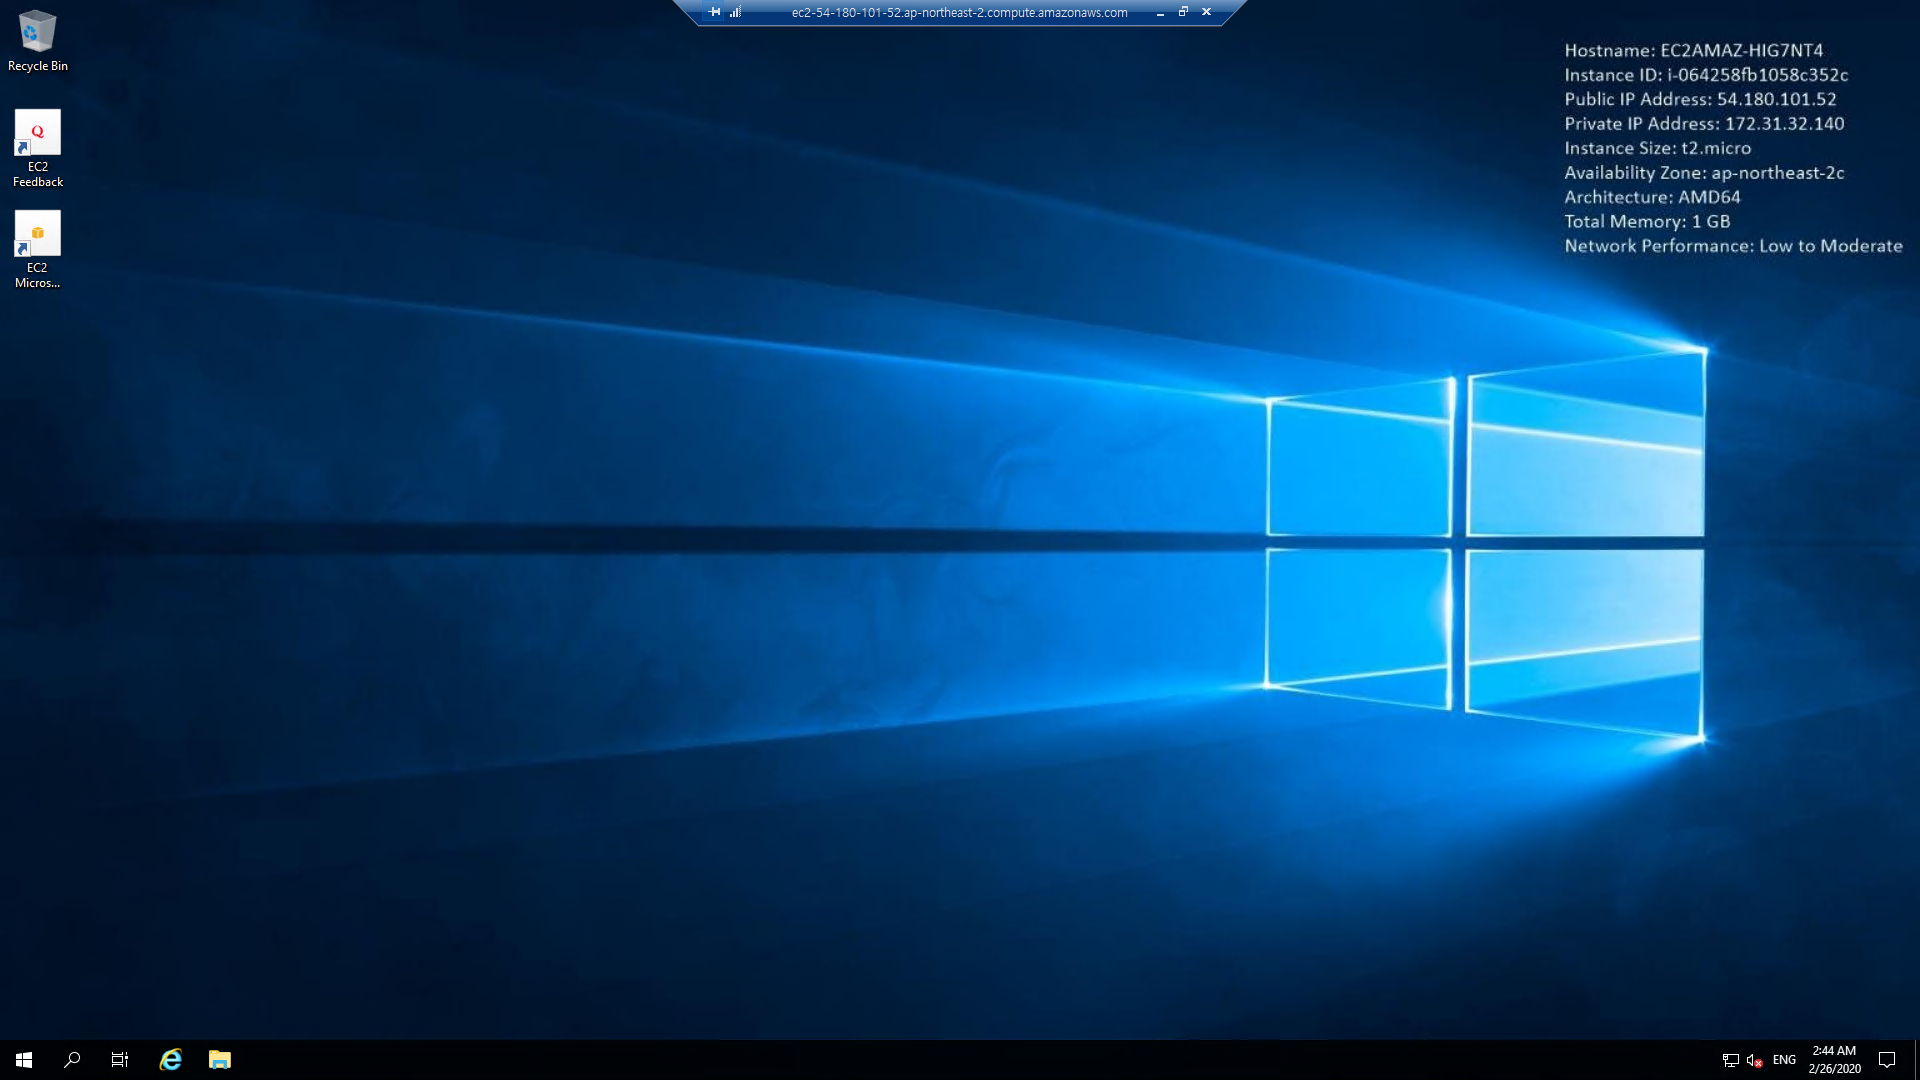 ec2-54-180-101-52.ap-northeast-2.compute.amazonaws.com
Recycle Bin
EC2
Feedback
EC2
Micros...
Hostname: EC2AMAZ-HIG7NT4
Instance ID: i-064258fb1058c352c
Public IP Address: 54.180.101.52
Private IP Address: 172.31.32.140
Instance Size: t2.micro
Availability Zone: ap-northeast-2c
Architecture: AMD64
Total Memory: 1 GB
Network Performance: Low to Moderate
ENG
2:44 AM
2/26/2020